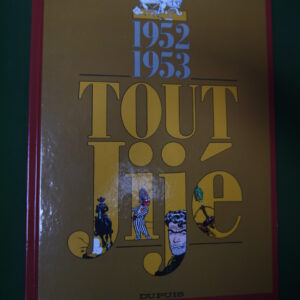 1952
1953
TOUT
Jijé
DUPUIS